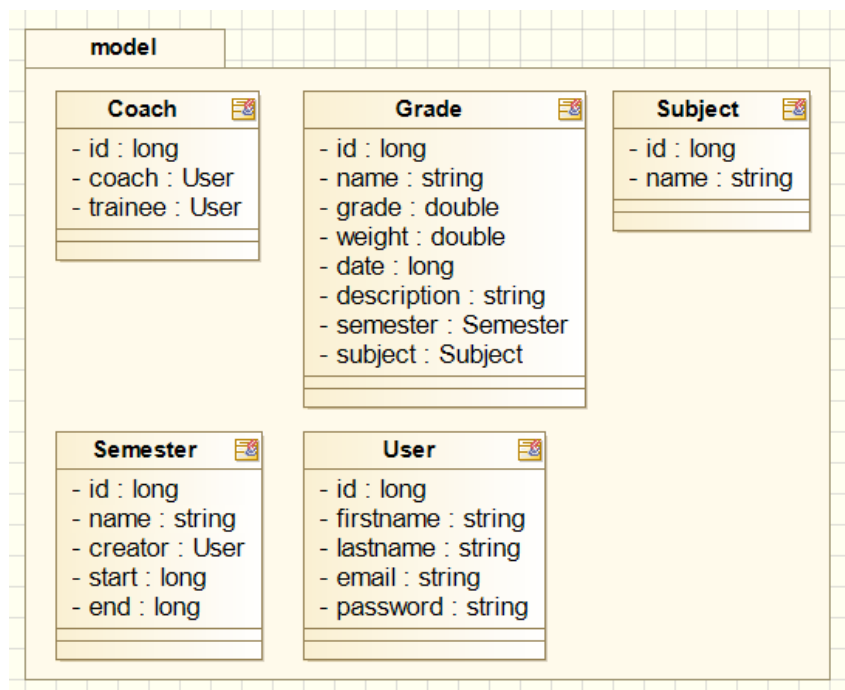 model
Coach
- id : long
- coach : User
- trainee : User
Grade
- id : long
- name : string
- grade : double
- weight : double
- date : long
- description : string
- semester : Semester
- subject : Subject
Subject
- id : long
- name : string
Semester
- id : long
- name : string
- creator : User
- start : long
- end : long
User
- id : long
- firstname : string
- lastname : string
- email : string
- password : string